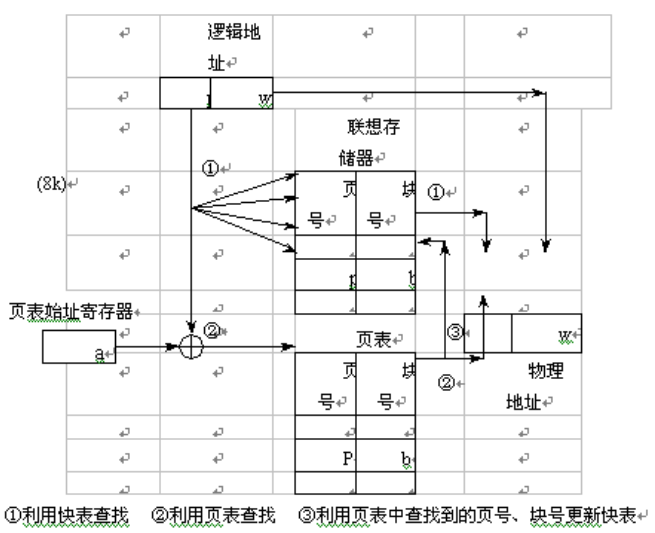 逻辑地
址
w
联想存
储器
①
(8k)
页 块
号 号
①
p b
页表始址寄存器
a
②
页表
③
w
页 块
号 号
②
物理
地址
P b
①利用快表查找 ②利用页表查找 ③利用页表中查找到的页号、块号更新快表